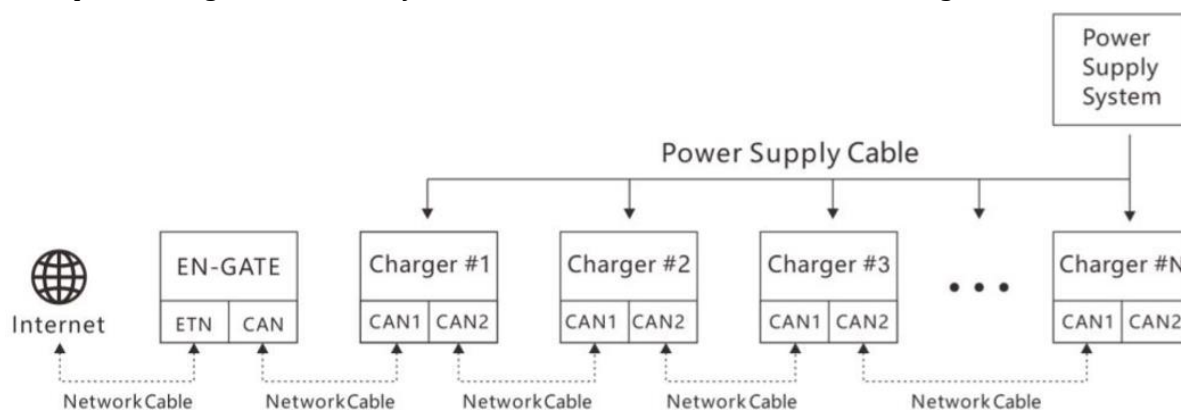 Power
Supply
System
Power Supply Cable
EN-GATE
Charger #1
Charger #2
Charger #3
Charger #N
ETN
CAN
CAN1
CAN2
CAN1
CAN2
CAN1
CAN2
CAN1
CAN2
Internet
Network Cable
Network Cable
Network Cable
Network Cable
Network Cable